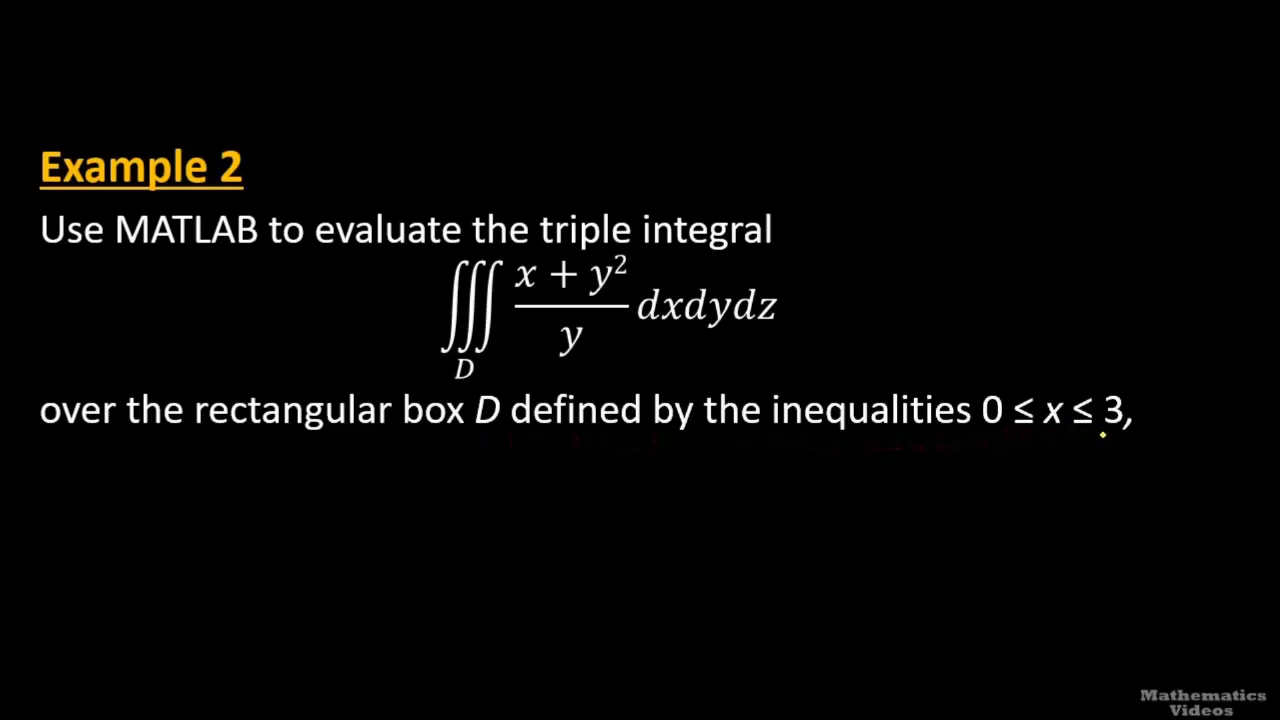 Example 2
Use MATLAB to evaluate the triple integral
∭_D (x + y²)/y dxdydz
over the rectangular box D defined by the inequalities 0 ≤ x ≤ 3,
Mathematics
Videos